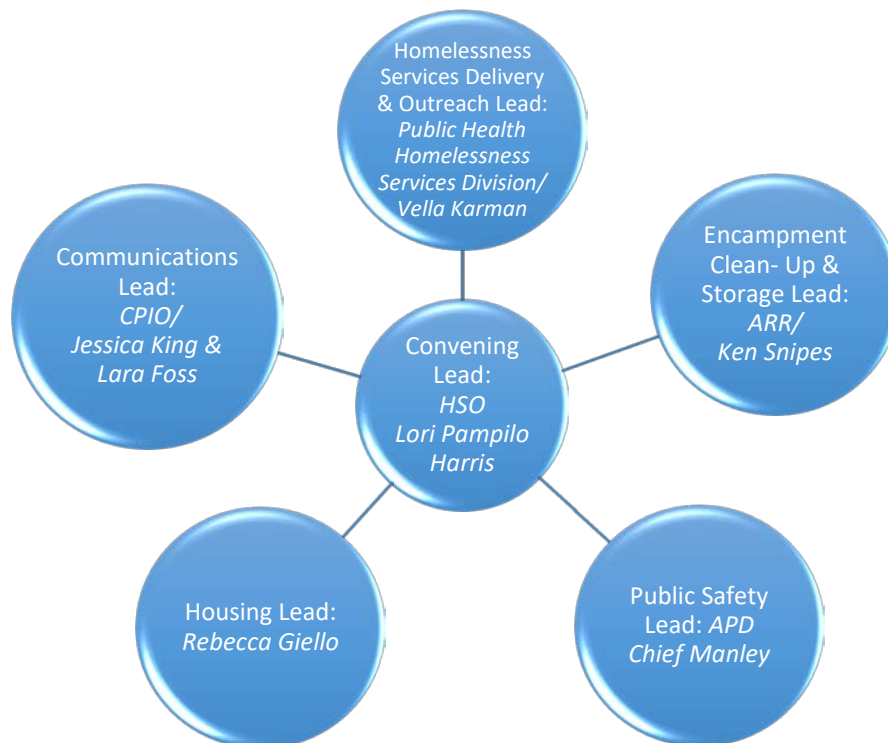 Homelessness
Services Delivery
& Outreach Lead:
Public Health
Homelessness
Services Division/
Vella Karman
Communications
Lead:
CPIO/
Jessica King &
Lara Foss
Encampment
Clean- Up &
Storage Lead:
ARR/
Ken Snipes
Convening
Lead:
HSO
Lori Pampilo
Harris
Housing Lead:
Rebecca Giello
Public Safety
Lead: APD
Chief Manley